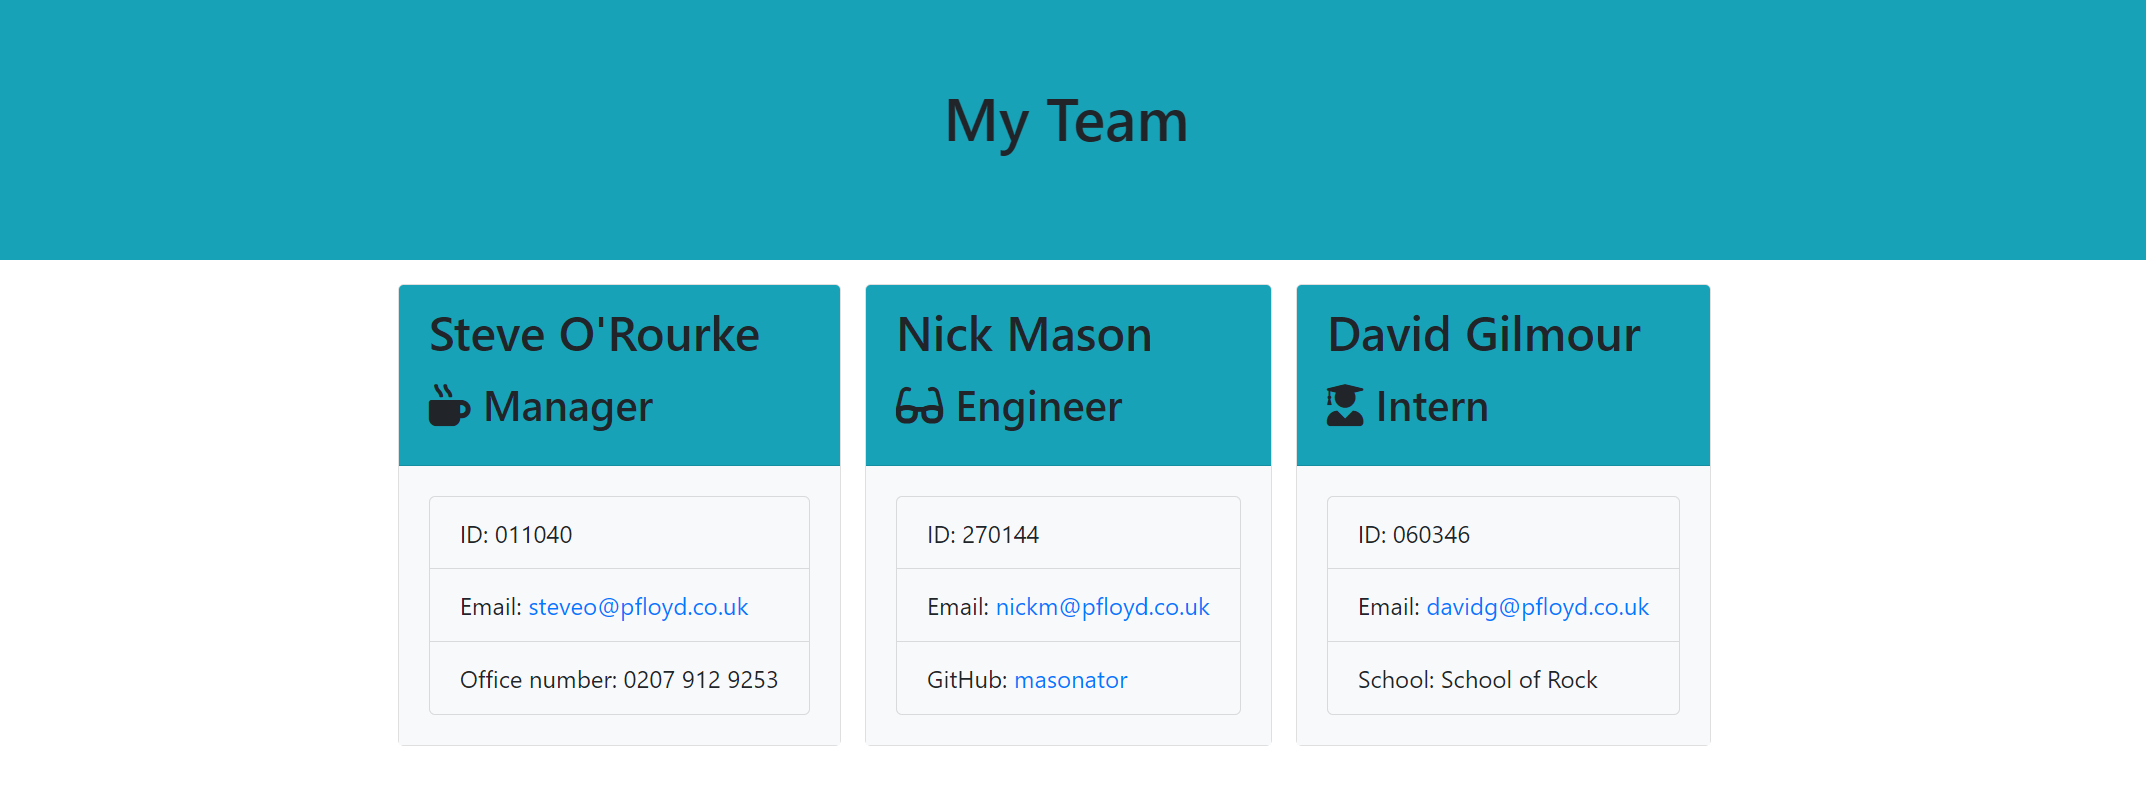 My Team
Steve O'Rourke
Manager
ID: 011040
Email: steveo@pfloyd.co.uk
Office number: 0207 912 9253
Nick Mason
Engineer
ID: 270144
Email: nickm@pfloyd.co.uk
GitHub: masonator
David Gilmour
Intern
ID: 060346
Email: davidg@pfloyd.co.uk
School: School of Rock